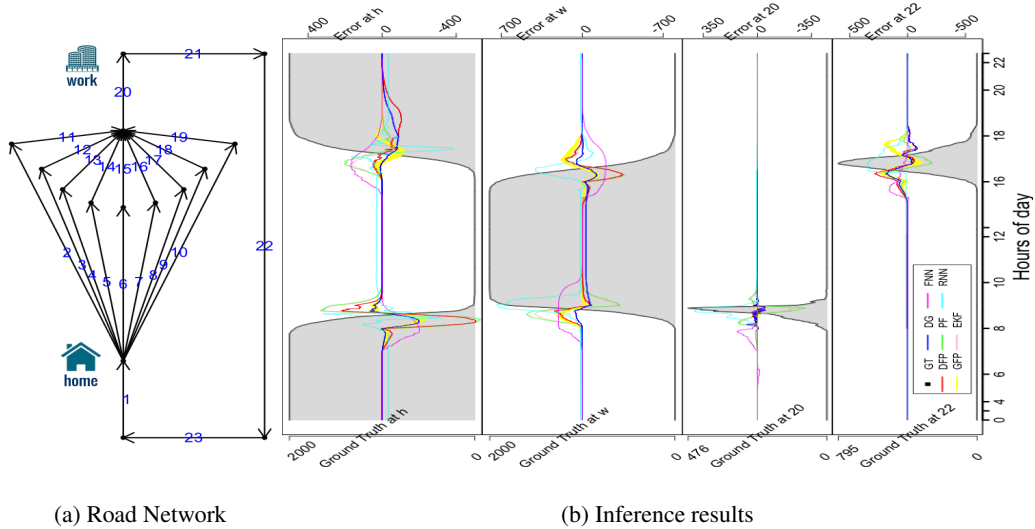 21
work
20
11
19
12
18
13
17
14
15
16
2
3
4
5
6
7
8
9
10
22
home
1
23
400
0
-400
Error at h
700
0
-700
Error at w
350
0
-350
Error at 20
500
0
-500
Error at 22
2000
0
Ground Truth at h
2000
0
Ground Truth at w
476
0
Ground Truth at 20
795
0
Ground Truth at 22
0
4
6
8
10
12
16
18
20
22
Hours of day
GT
DG
FNN
DFP
PF
RNN
GFP
EKF
(a) Road Network
(b) Inference results